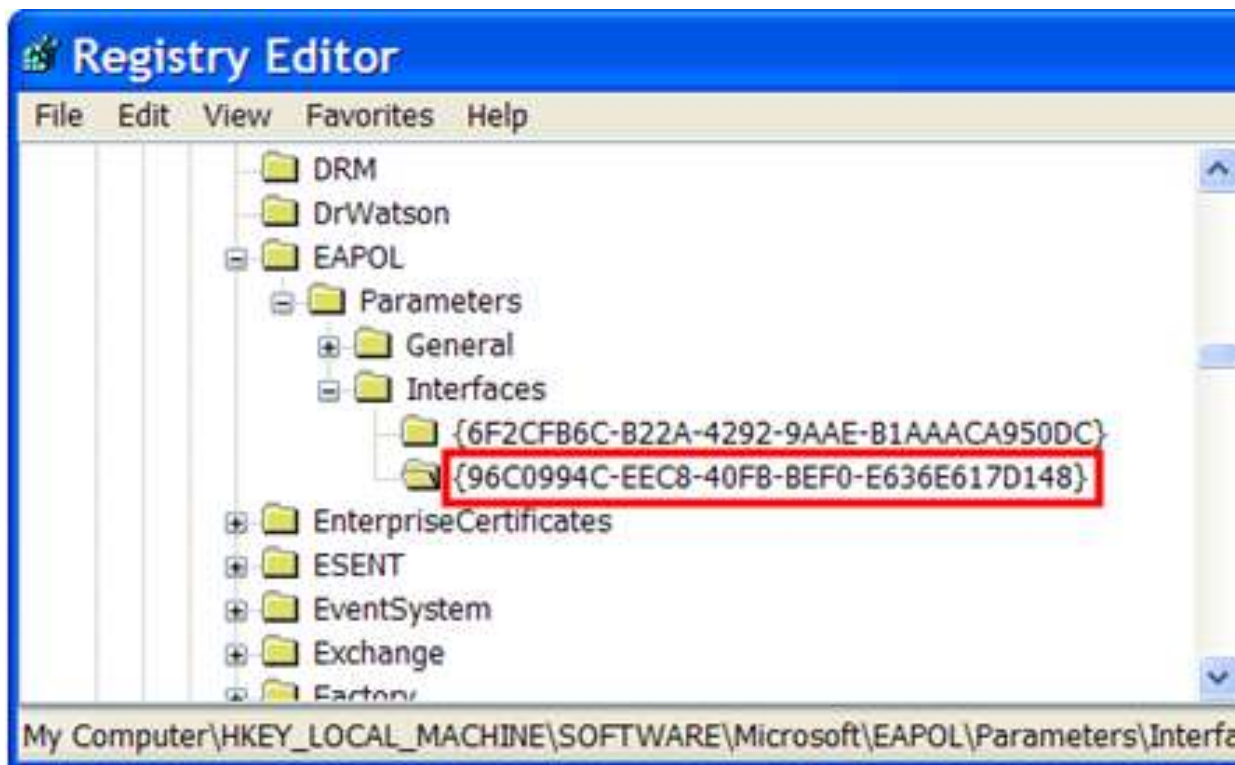 Registry Editor
File Edit View Favorites Help
DRM
DrWatson
EAPOL
Parameters
General
Interfaces
{6F2CFB6C-B22A-4292-9AAE-B1AAACA950DC}
{96C0994C-EEC8-40FB-BEF0-E636E617D148}
EnterpriseCertificates
ESENT
EventSystem
Exchange
Factory
My Computer\HKEY_LOCAL_MACHINE\SOFTWARE\Microsoft\EAPOL\Parameters\Interfa